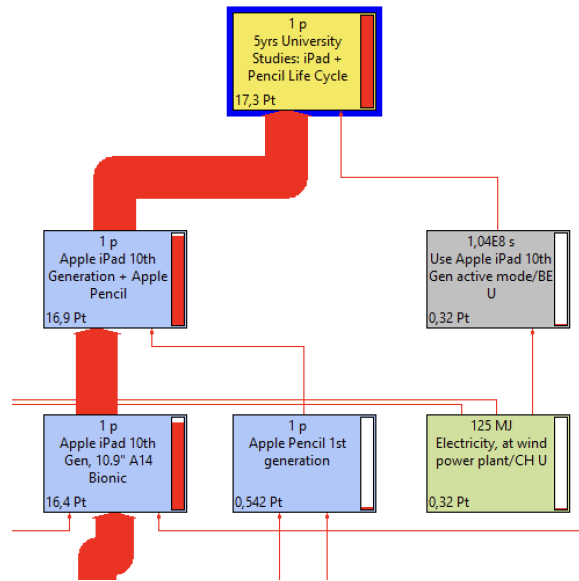 1 p
5yrs University
Studies: iPad +
Pencil Life Cycle
17,3 Pt
1 p
Apple iPad 10th
Generation + Apple
Pencil
16,9 Pt
1,04E8 s
Use Apple iPad 10th
Gen active mode/BE
U
0,32 Pt
1 p
Apple iPad 10th
Gen, 10.9" A14
Bionic
16,4 Pt
1 p
Apple Pencil 1st
generation
0,542 Pt
125 MJ
Electricity, at wind
power plant/CH U
0,32 Pt